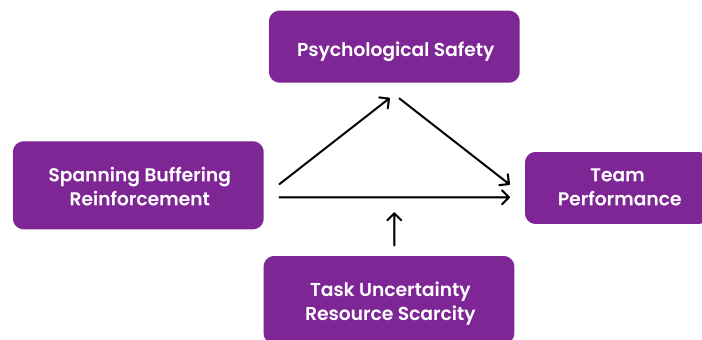 Psychological Safety
Spanning Buffering
Reinforcement
Team
Performance
Task Uncertainty
Resource Scarcity